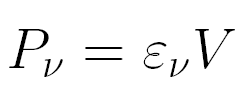 P_ν = ε_ν V